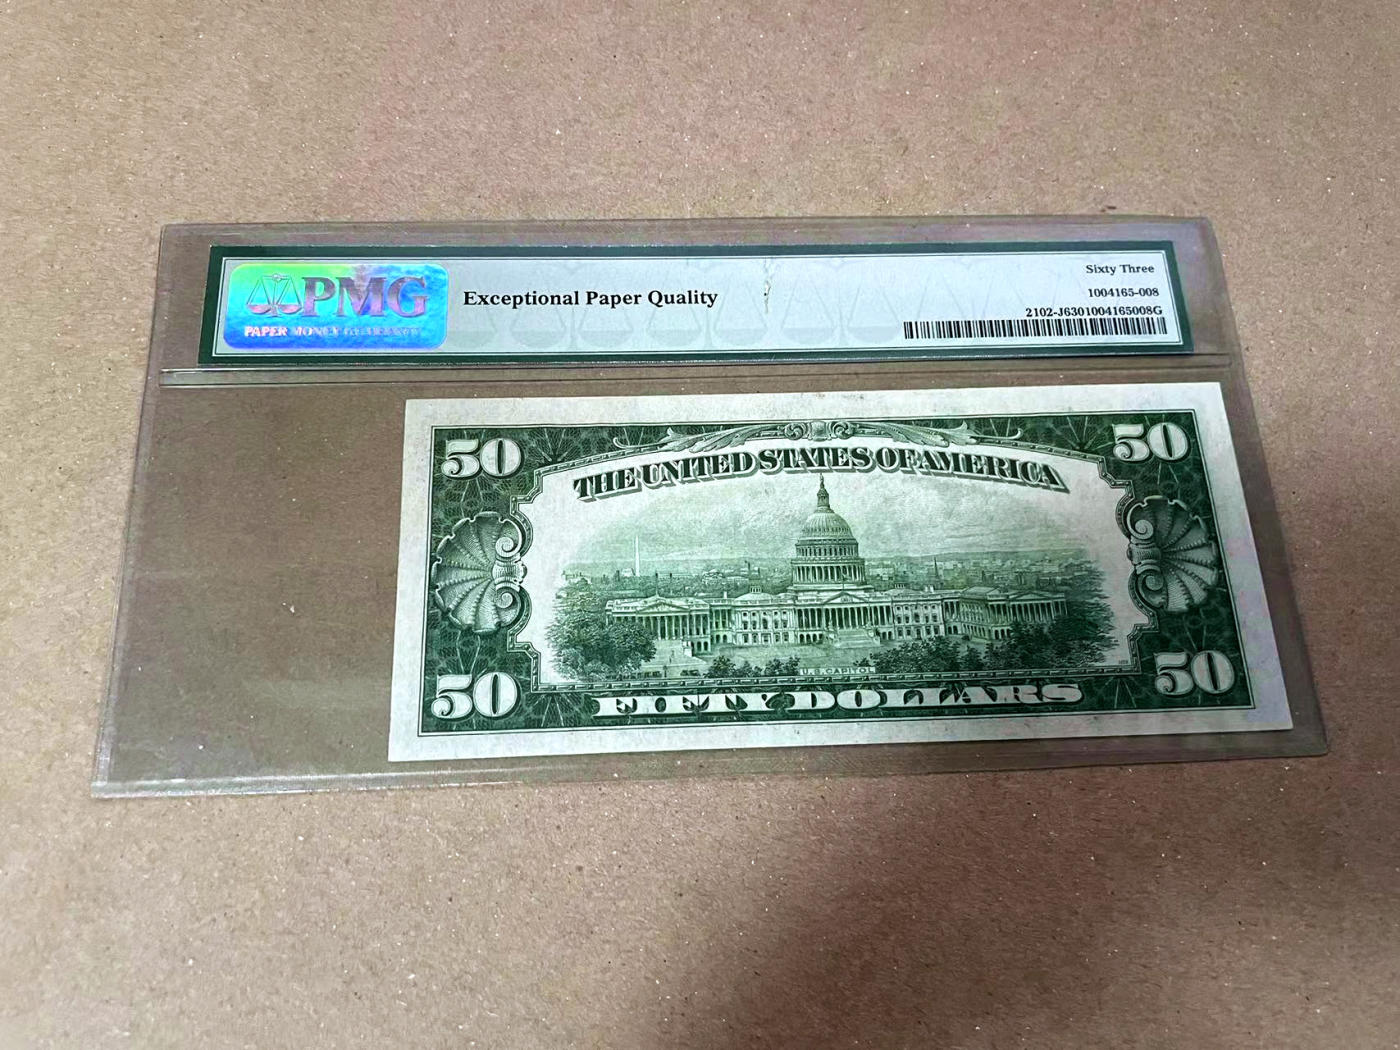 PMG
PAPER MONEY GUARANTY
Exceptional Paper Quality
Sixty Three
1004165-008
2102-J6301004165008G
50
50
THE UNITED STATES OF AMERICA
U.S. CAPITOL
50
FIFTY DOLLARS
50